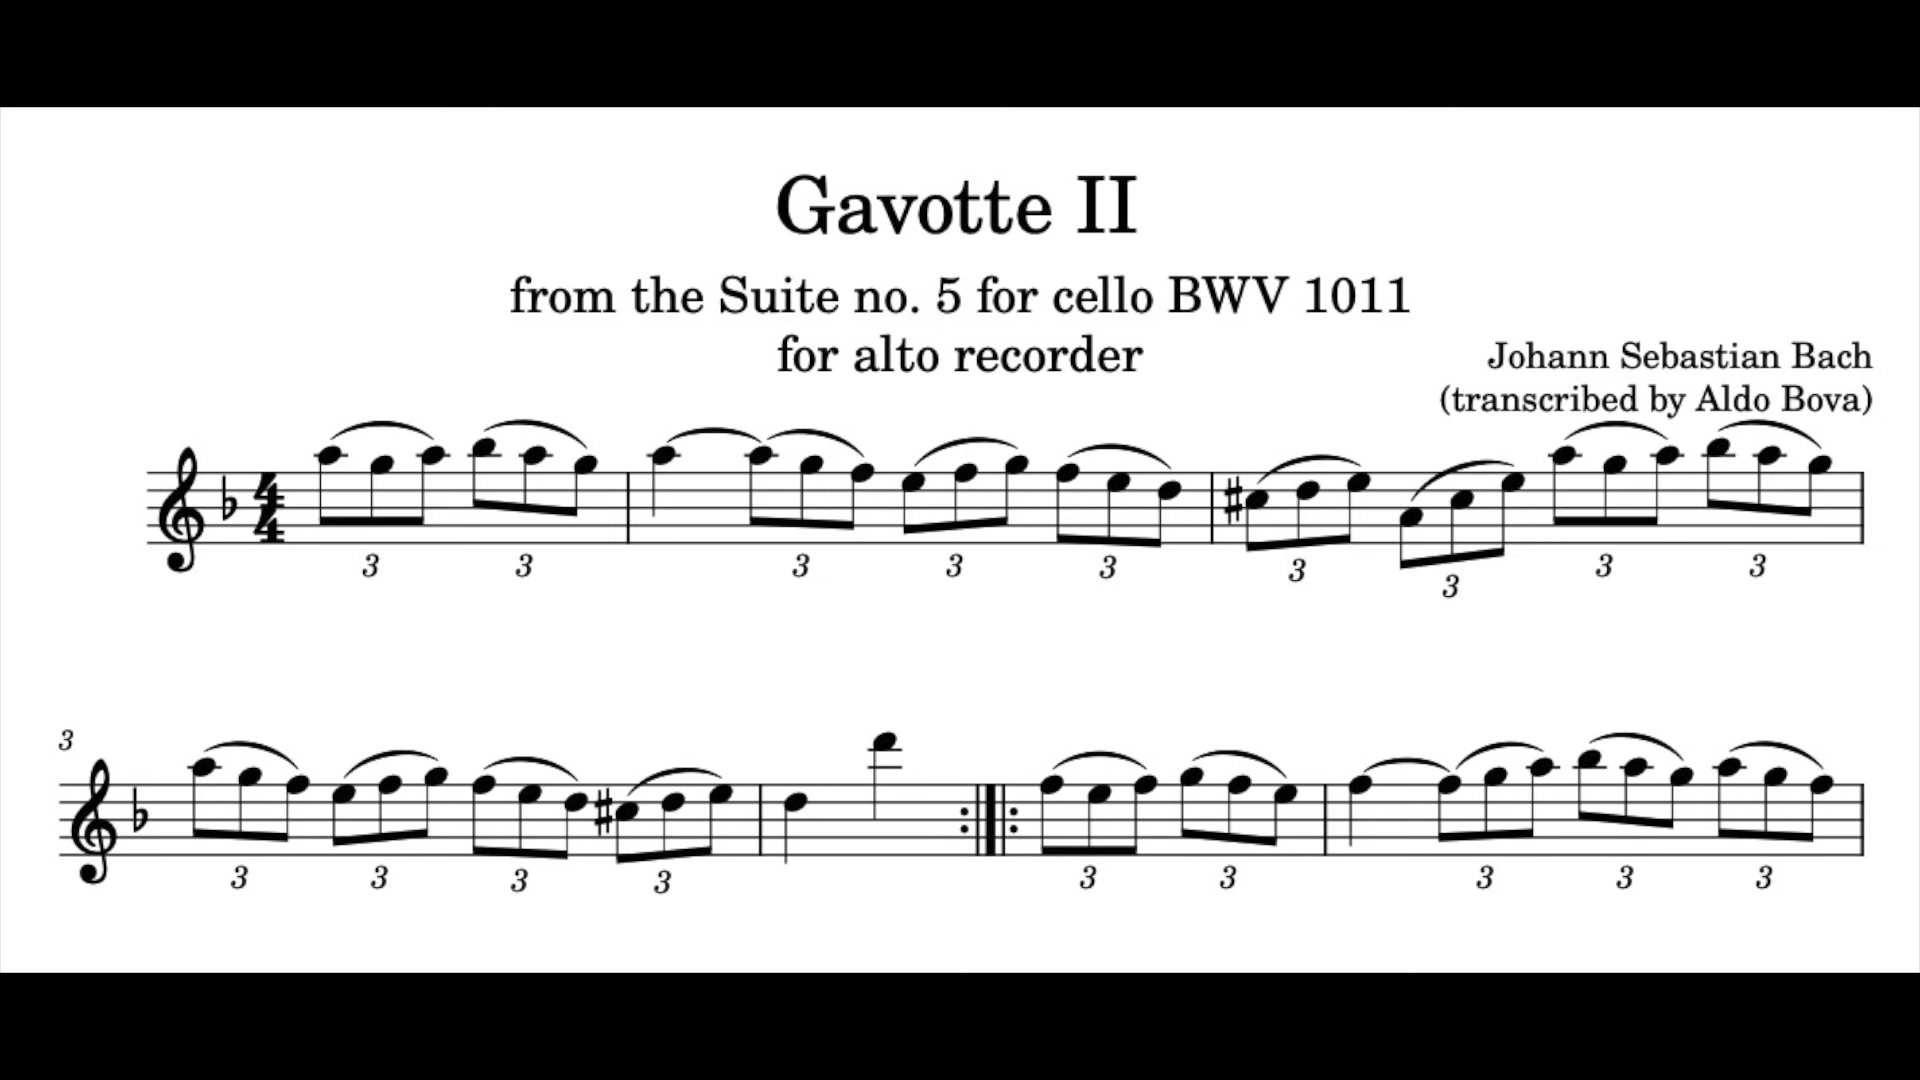 Gavotte II
from the Suite no. 5 for cello BWV 1011
for alto recorder
Johann Sebastian Bach
(transcribed by Aldo Bova)
4
4
3 3 3 3 3 3 3 3 3
3
3 3 3 3 3 3 3 3 3